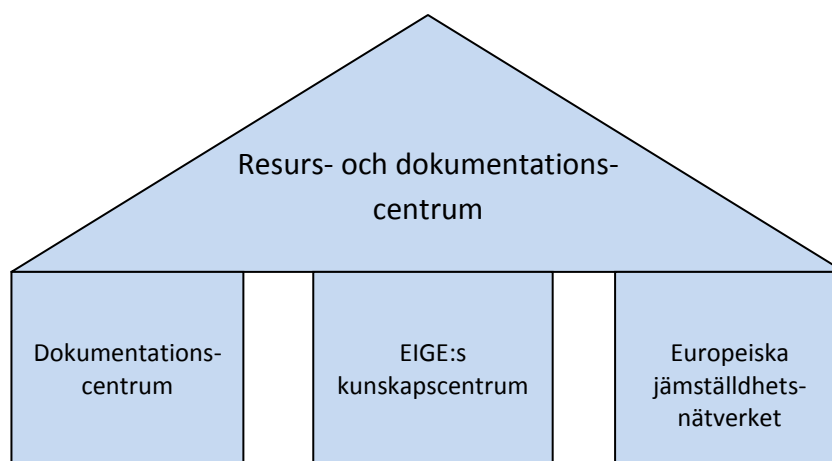 Resurs- och dokumentations-
centrum
Dokumentations-
centrum
EIGE:s
kunskapscentrum
Europeiska
jämställdhets-
nätverket